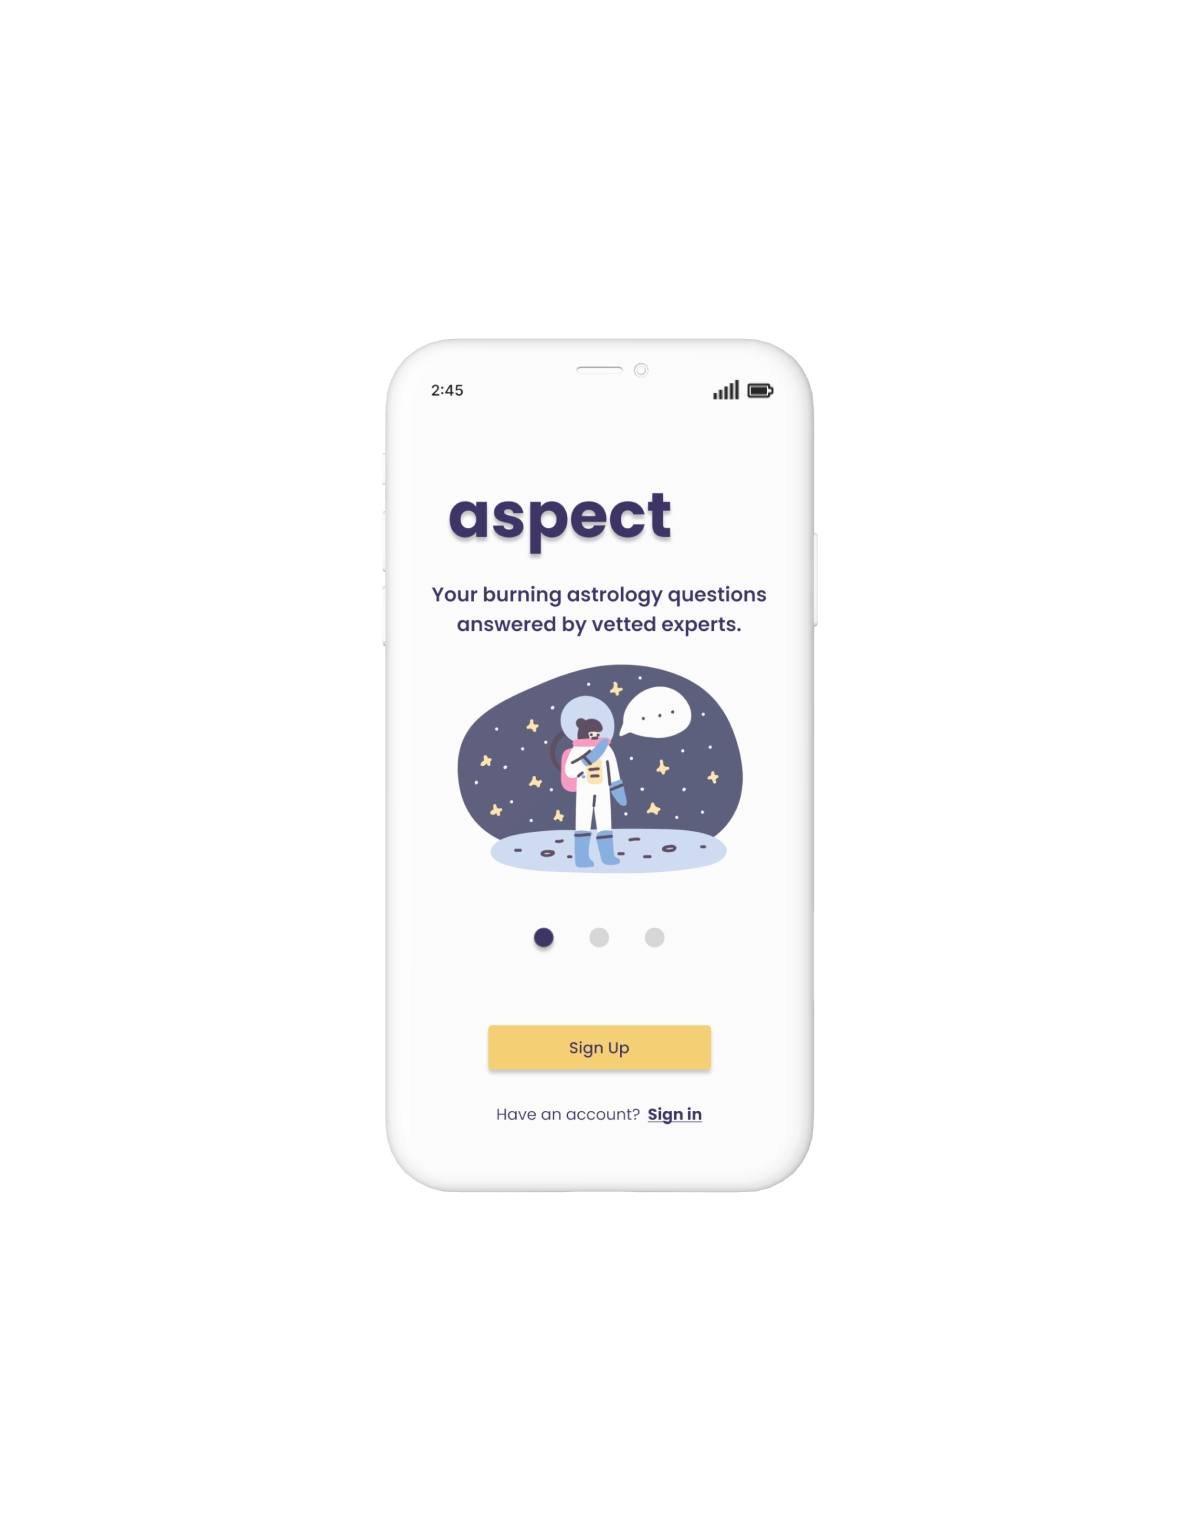 2:45
aspect
Your burning astrology questions
answered by vetted experts.
Sign Up
Have an account? Sign in